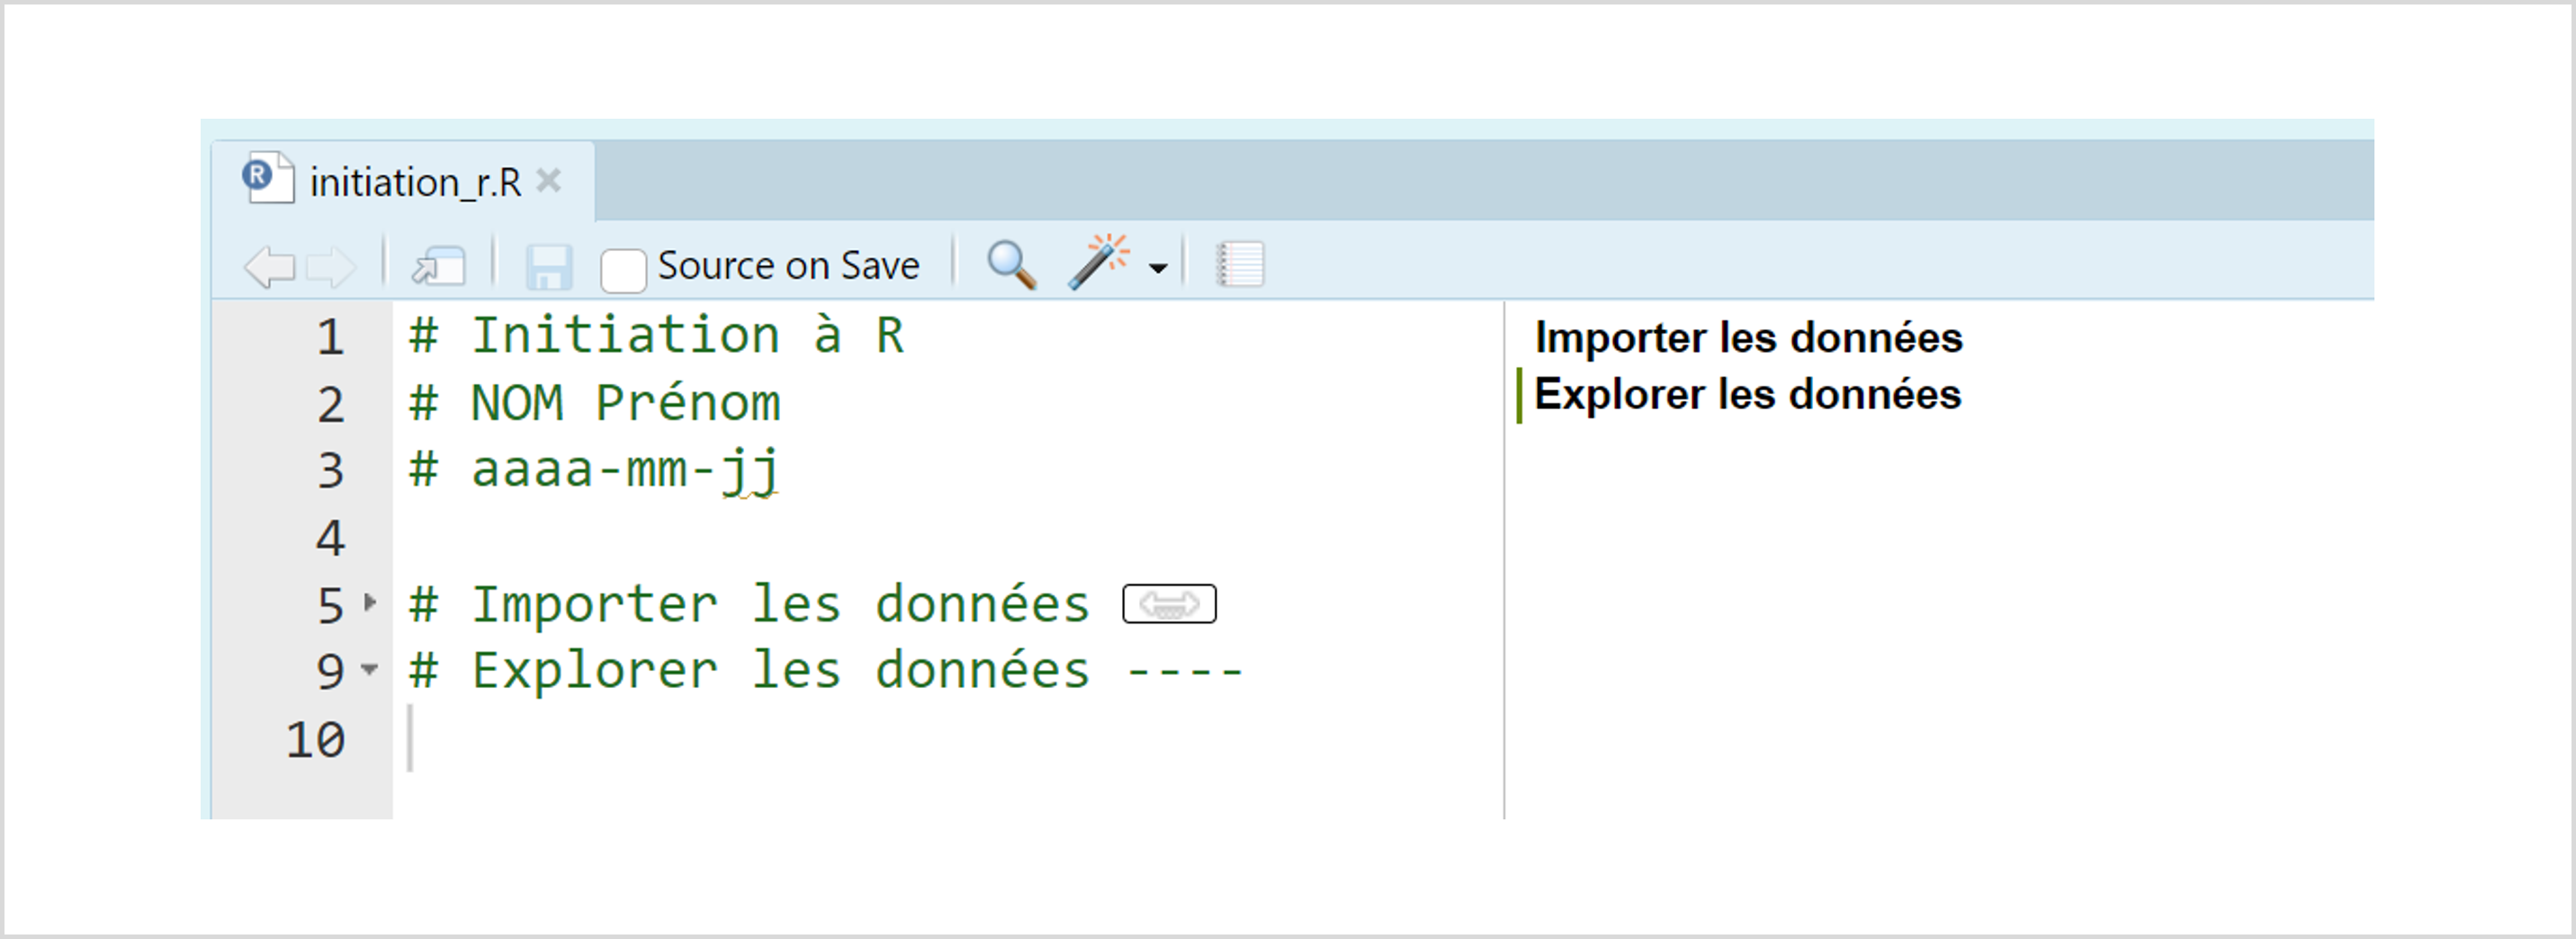 initiation_r.R
Source on Save
1 # Initiation à R
2 # NOM Prénom
3 # aaaa-mm-jj
4
5 # Importer les données
9 # Explorer les données ----
10
Importer les données
Explorer les données